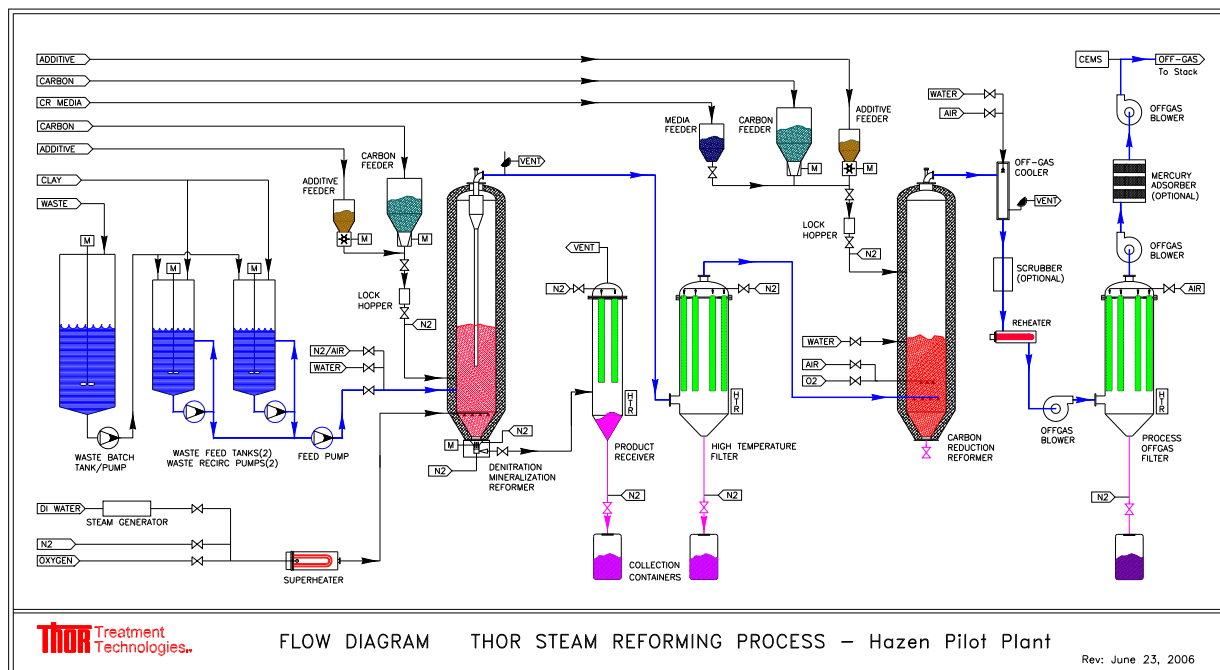 ADDITIVE
CARBON
CR MEDIA
CARBON
ADDITIVE
CLAY
WASTE
M
WASTE BATCH
TANK/PUMP
M
M
WASTE FEED TANKS(2)
WASTE RECIRC PUMPS(2)
FEED PUMP
ADDITIVE
FEEDER
M
CARBON
FEEDER
M
LOCK
HOPPER
N2
N2/AIR
WATER
DI WATER
STEAM GENERATOR
N2
OXYGEN
SUPERHEATER
VENT
M
N2
N2
DENITRATION
MINERALIZATION
REFORMER
VENT
N2
HTR
PRODUCT
RECEIVER
N2
COLLECTION
CONTAINERS
N2
HTR
HIGH TEMPERATURE
FILTER
N2
MEDIA
FEEDER
CARBON
FEEDER
M
ADDITIVE
FEEDER
M
LOCK
HOPPER
N2
WATER
AIR
O2
CARBON
REDUCTION
REFORMER
WATER
AIR
OFF-GAS
COOLER
VENT
SCRUBBER
(OPTIONAL)
REHEATER
OFFGAS
BLOWER
CEMS
OFF-GAS
To Stack
OFFGAS
BLOWER
MERCURY
ADSORBER
(OPTIONAL)
OFFGAS
BLOWER
AIR
HTR
PROCESS
OFFGAS
FILTER
N2
THOR Treatment
Technologies
FLOW DIAGRAM THOR STEAM REFORMING PROCESS – Hazen Pilot Plant
Rev: June 23, 2006